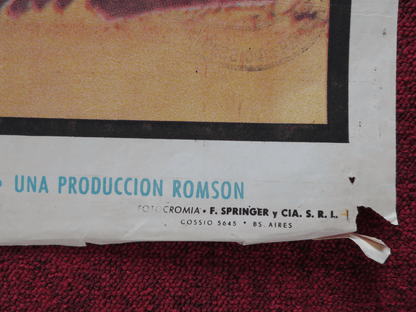 • UNA PRODUCCION ROMSON
FOTOCROMIA • F. SPRINGER y CIA. S. R. L.
COSSIO 5645 • BS. AIRES